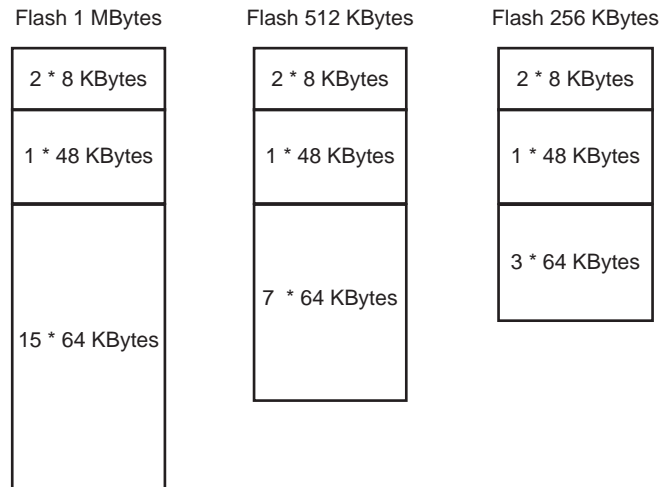 Flash 1 MBytes
2 * 8 KBytes
1 * 48 KBytes
15 * 64 KBytes
Flash 512 KBytes
2 * 8 KBytes
1 * 48 KBytes
7 * 64 KBytes
Flash 256 KBytes
2 * 8 KBytes
1 * 48 KBytes
3 * 64 KBytes